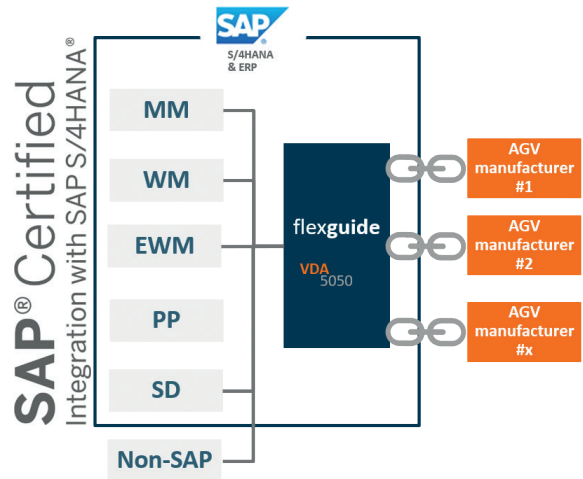 SAP® Certified
Integration with SAP S/4HANA®
SAP®
S/4HANA
& ERP
MM
WM
EWM
PP
SD
Non-SAP
flexguide
VDA
5050
AGV
manufacturer
#1
AGV
manufacturer
#2
AGV
manufacturer
#x